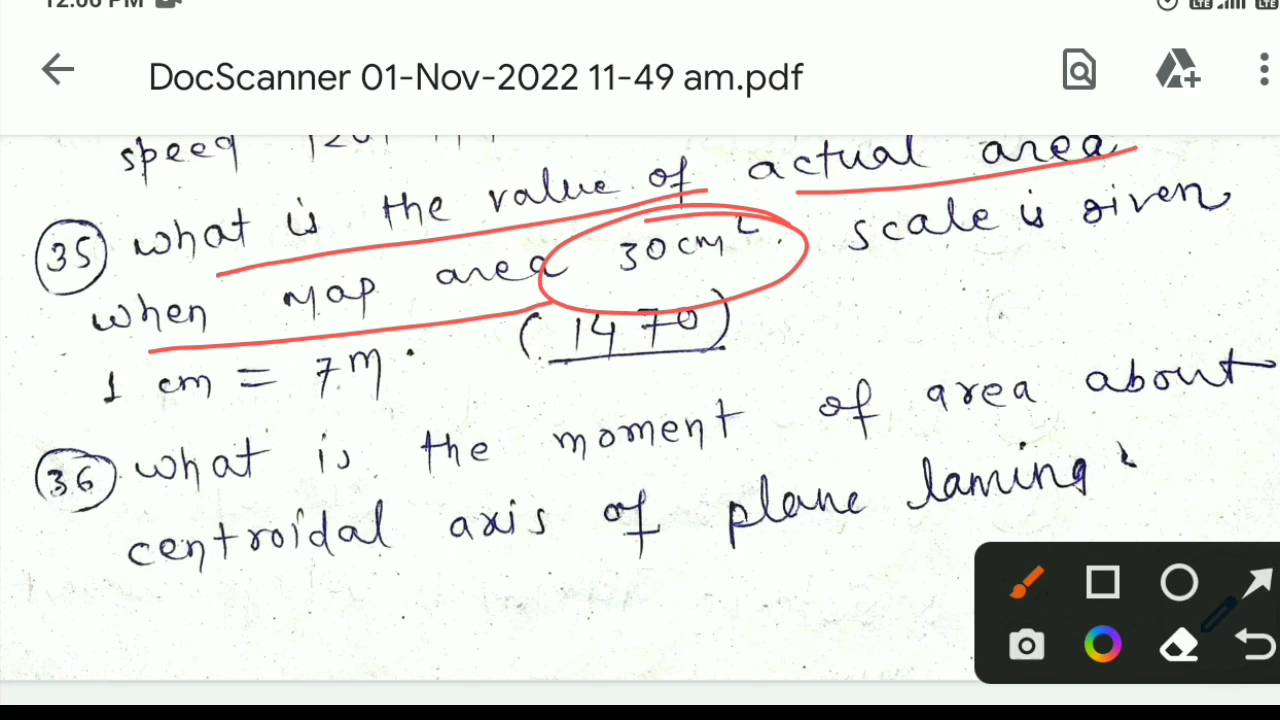 12:06 PM
DocScanner 01-Nov-2022 11-49 am.pdf
speed
35 what is the value of actual area
when map area 30 cm². scale is given
1 cm = 7m. (1470)
36 what is the moment of area about
centroidal axis of plane lamina